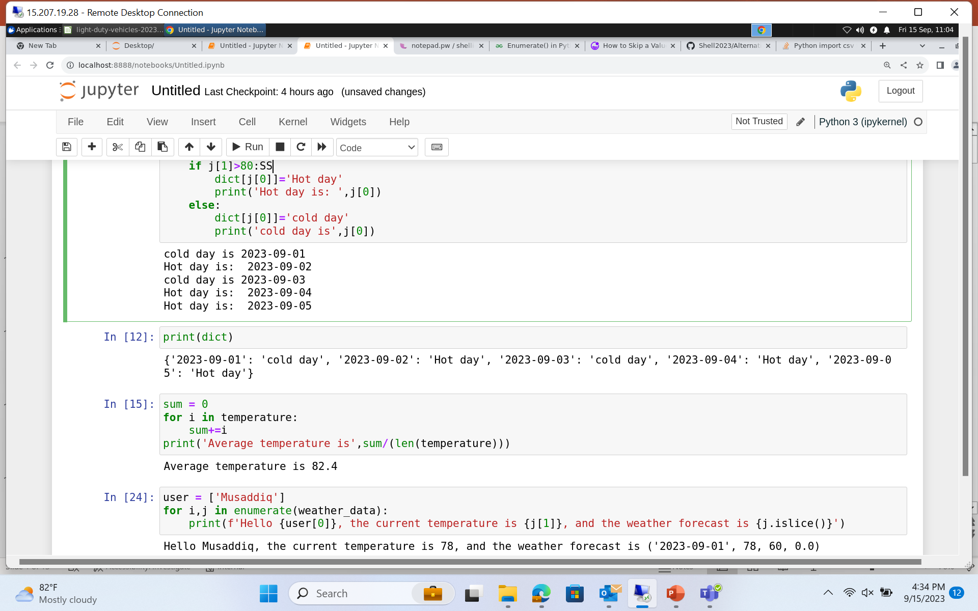 15.207.19.28 - Remote Desktop Connection
Applications light-duty-vehicles-2023... Untitled - Jupyter Noteb... Fri 15 Sep, 11:04
New Tab Desktop/ Untitled - Jupyter N Untitled - Jupyter N notepad.pw / shell Enumerate() in Pyt How to Skip a Valu Shell2023/Alternat Python import csv
localhost:8888/notebooks/Untitled.ipynb
jupyter Untitled Last Checkpoint: 4 hours ago (unsaved changes) Logout
File Edit View Insert Cell Kernel Widgets Help Not Trusted Python 3 (ipykernel)
Run Code
if j[1]>80:SS
dict[j[0]]='Hot day'
print('Hot day is: ',j[0])
else:
dict[j[0]]='cold day'
print('cold day is',j[0])
cold day is 2023-09-01
Hot day is:  2023-09-02
cold day is 2023-09-03
Hot day is:  2023-09-04
Hot day is:  2023-09-05
In [12]: print(dict)
{'2023-09-01': 'cold day', '2023-09-02': 'Hot day', '2023-09-03': 'cold day', '2023-09-04': 'Hot day', '2023-09-0
5': 'Hot day'}
In [15]: sum = 0
for i in temperature:
sum+=i
print('Average temperature is',sum/(len(temperature)))
Average temperature is 82.4
In [24]: user = ['Musaddiq']
for i,j in enumerate(weather_data):
print(f'Hello {user[0]}, the current temperature is {j[1]}, and the weather forecast is {j.islice()}')
Hello Musaddiq, the current temperature is 78, and the weather forecast is ('2023-09-01', 78, 60, 0.0)
82°F
Mostly cloudy
Search
4:34 PM
9/15/2023
12